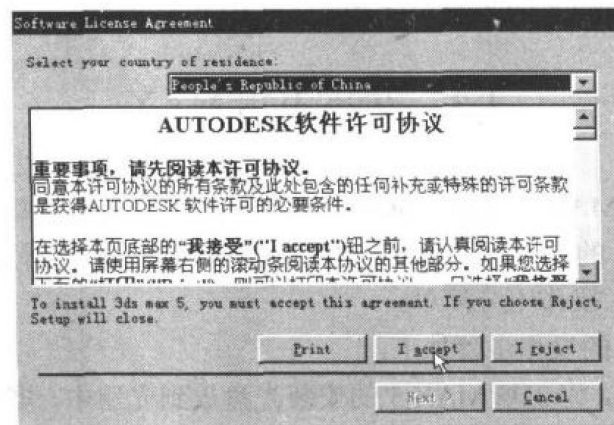 Software License Agreement
Select your country of residence:
People's Republic of China
AUTODESK软件许可协议
重要事项，请先阅读本许可协议。
同意本许可协议的所有条款及此处包含的任何补充或特殊的许可条款
是获得AUTODESK 软件许可的必要条件。
在选择本页底部的“我接受”("I accept")钮之前，请认真阅读本许可
协议。请使用屏幕右侧的滚动条阅读本协议的其他部分。如果您选择
To install 3ds max 5, you must accept this agreement. If you choose Reject,
Setup will close.
Print
I accept
I reject
Next >
Cancel